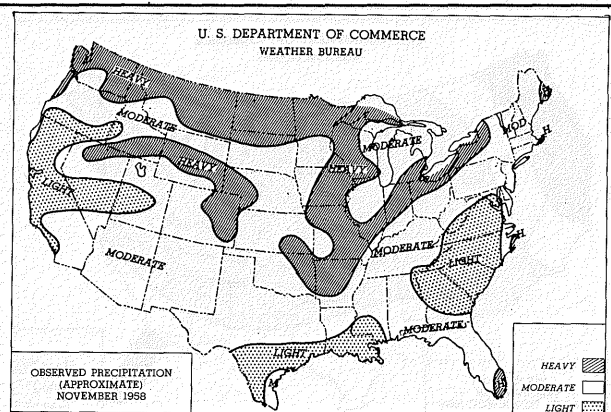 U. S. DEPARTMENT OF COMMERCE
WEATHER BUREAU
HEAVY
MODERATE
MODERATE
MOD.
H.
HEAVY
HEAVY
LIGHT
MODERATE
MODERATE
LIGHT
H
MODERATE
LIGHT
M
OBSERVED PRECIPITATION
(APPROXIMATE)
NOVEMBER 1958
HEAVY
MODERATE
LIGHT